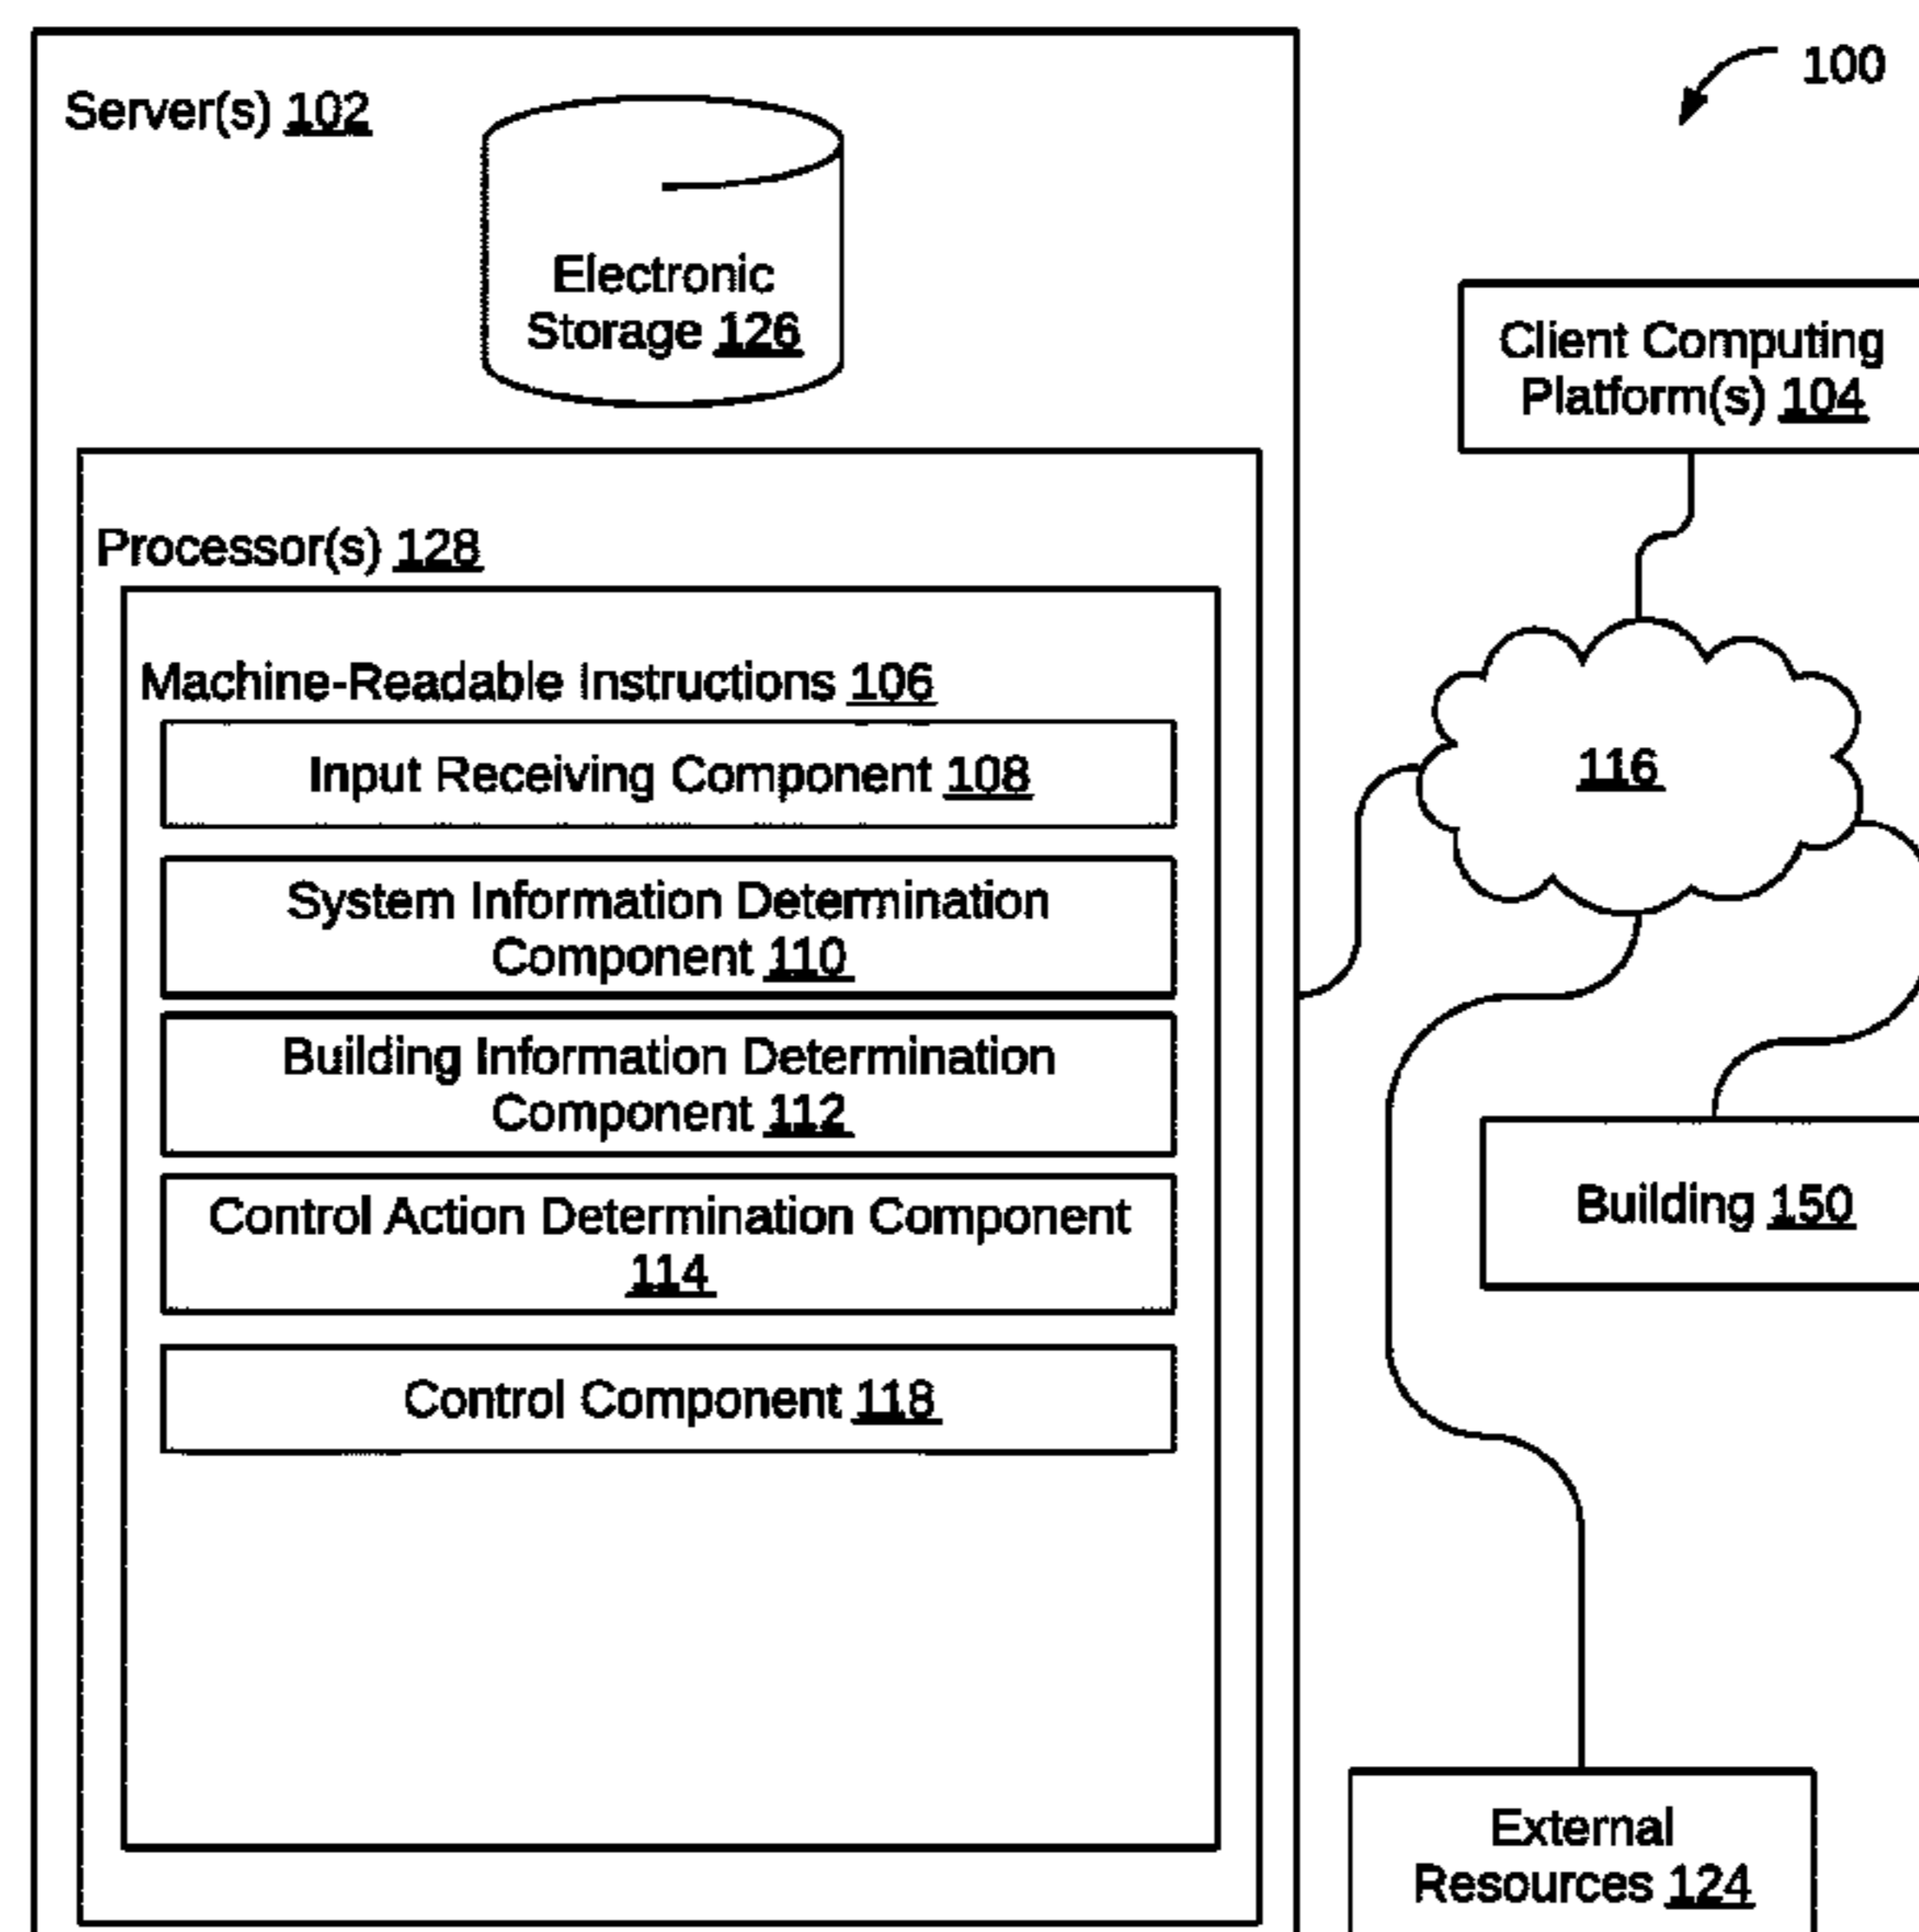 Server(s) 102
100
Electronic
Storage 126
Client Computing
Platform(s) 104
Processor(s) 128
Machine-Readable Instructions 106
Input Receiving Component 108
116
System Information Determination
Component 110
Building Information Determination
Component 112
Control Action Determination Component
114
Building 150
Control Component 118
External
Resources 124